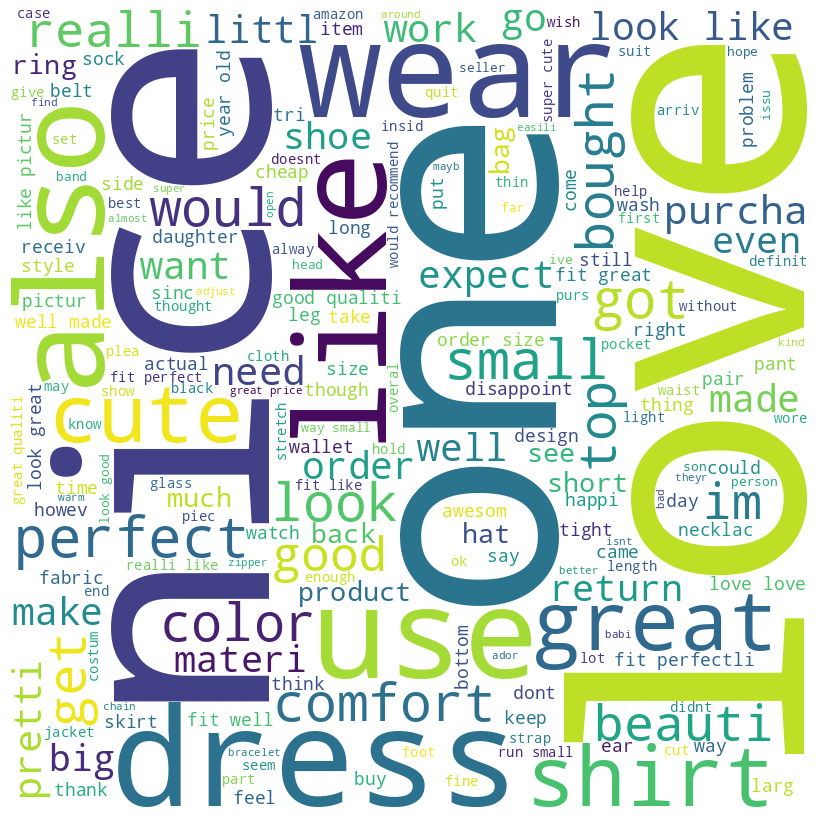 case
realli
littl
amazon
item
around
work
go
wish
look like
ring
sock
nice
wear
seller
super cute
suit
hope
belt
year old
price
tri
insid
quit
give
find
set
also
like pictur
shoe
doesnt
cheap
like
would recommend
one
easili
bag
bought
arriv
problem
issu
love
band
super
side
best
almost
would
open
long
put
mayb
thin
far
come
help
wash
first
purcha
receiv
daughter
alway
style
want
head
expect
fit great
still
even
definit
pictur
sinc
adjust
thought
good qualiti
leg
take
ive
purs
got
without
well made
plea
actual
fit perfect
need
cloth
size
overal
order size
small
right
pocket
kind
may
show
black
great price
though
way small
disappoint
top
waist
pair
pant
thing
light
made
wore
cute
know
look great
great qualiti
stretch
wallet
hold
well
design
see
howev
time
warm
look good
glass
much
piec
order
fit like
look
short
happi
son
theyr
could
person
bad
day
im
necklac
perfect
watch
back
awesom
hat
ok
say
tight
isnt
came
length
fabric
end
realli like
zipper
good
enough
product
better
return
love love
make
costum
color
materi
use
bottom
ador
great
babi
lot
fit perfectli
pretti
get
think
comfort
dont
keep
didnt
chain
skirt
fit well
jacket
dress
strap
run small
beauti
ear
way
cut
big
bracelet
seem
foot
thank
part
feel
buy
fine
shirt
larg